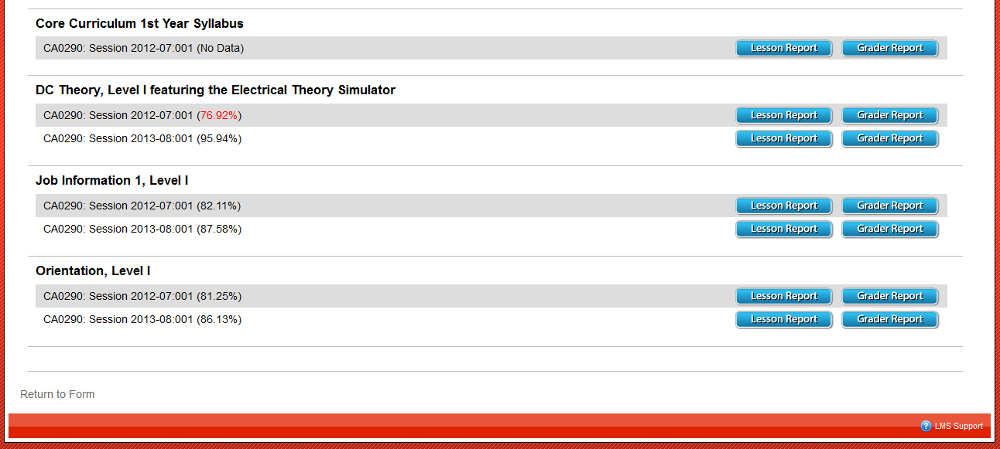 Core Curriculum 1st Year Syllabus
CA0290: Session 2012-07:001 (No Data) Lesson Report Grader Report
DC Theory, Level I featuring the Electrical Theory Simulator
CA0290: Session 2012-07:001 (76.92%) Lesson Report Grader Report
CA0290: Session 2013-08:001 (95.94%) Lesson Report Grader Report
Job Information 1, Level I
CA0290: Session 2012-07:001 (82.11%) Lesson Report Grader Report
CA0290: Session 2013-08:001 (87.58%) Lesson Report Grader Report
Orientation, Level I
CA0290: Session 2012-07:001 (81.25%) Lesson Report Grader Report
CA0290: Session 2013-08:001 (86.13%) Lesson Report Grader Report
Return to Form
? LMS Support